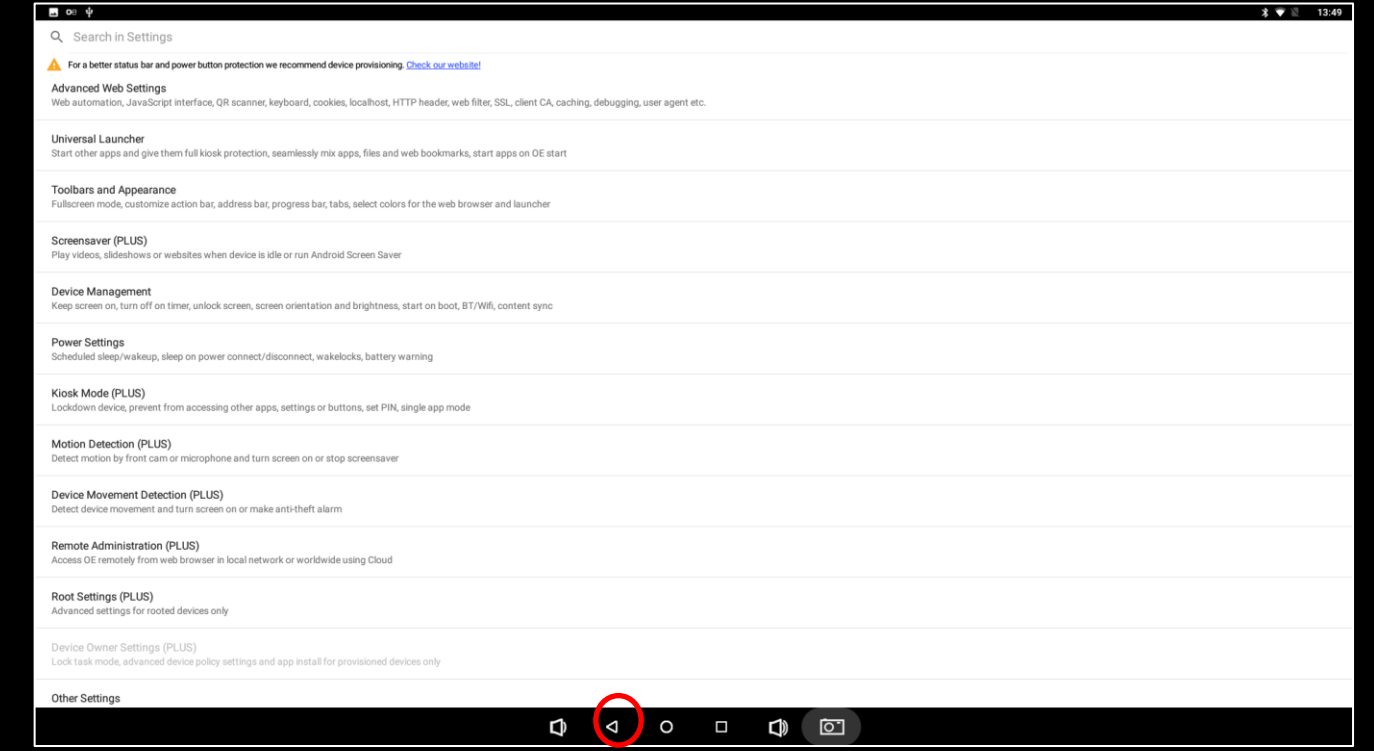 oe 13:49
Search in Settings
For a better status bar and power button protection we recommend device provisioning. Check our website!
Advanced Web Settings
Web automation, JavaScript interface, QR scanner, keyboard, cookies, localhost, HTTP header, web filter, SSL, client CA, caching, debugging, user agent etc.
Universal Launcher
Start other apps and give them full kiosk protection, seamlessly mix apps, files and web bookmarks, start apps on OE start
Toolbars and Appearance
Fullscreen mode, customize action bar, address bar, progress bar, tabs, select colors for the web browser and launcher
Screensaver (PLUS)
Play videos, slideshows or websites when device is idle or run Android Screen Saver
Device Management
Keep screen on, turn off on timer, unlock screen, screen orientation and brightness, start on boot, BT/Wifi, content sync
Power Settings
Scheduled sleep/wakeup, sleep on power connect/disconnect, wakelocks, battery warning
Kiosk Mode (PLUS)
Lockdown device, prevent from accessing other apps, settings or buttons, set PIN, single app mode
Motion Detection (PLUS)
Detect motion by front cam or microphone and turn screen on or stop screensaver
Device Movement Detection (PLUS)
Detect device movement and turn screen on or make anti-theft alarm
Remote Administration (PLUS)
Access OE remotely from web browser in local network or worldwide using Cloud
Root Settings (PLUS)
Advanced settings for rooted devices only
Device Owner Settings (PLUS)
Lock task mode, advanced device policy settings and app install for provisioned devices only
Other Settings